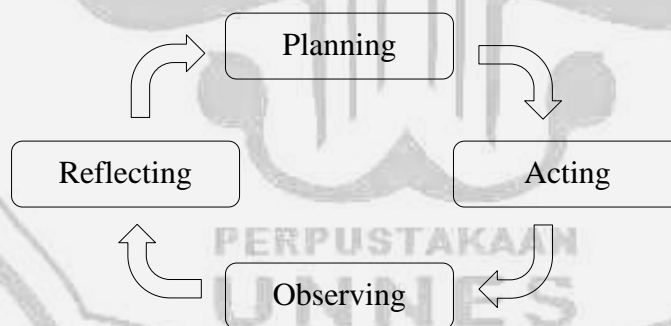 Planning
Reflecting
Acting
PERPUSTAKAAN
UNNES
Observing